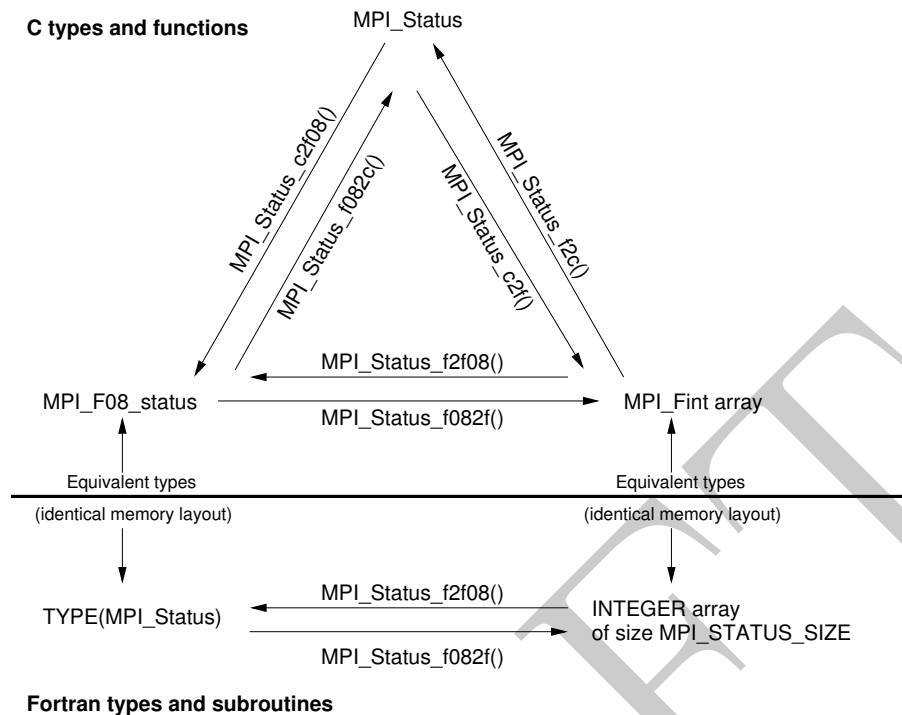 C types and functions
MPI_Status
MPI_Status_c2f08()
MPI_Status_f082c()
MPI_Status_c2f()
MPI_Status_f2c()
MPI_Status_f2f08()
MPI_F08_status
MPI_Fint array
MPI_Status_f082f()
Equivalent types
Equivalent types
(identical memory layout)
(identical memory layout)
MPI_Status_f2f08()
TYPE(MPI_Status)
INTEGER array
of size MPI_STATUS_SIZE
MPI_Status_f082f()
Fortran types and subroutines
FT